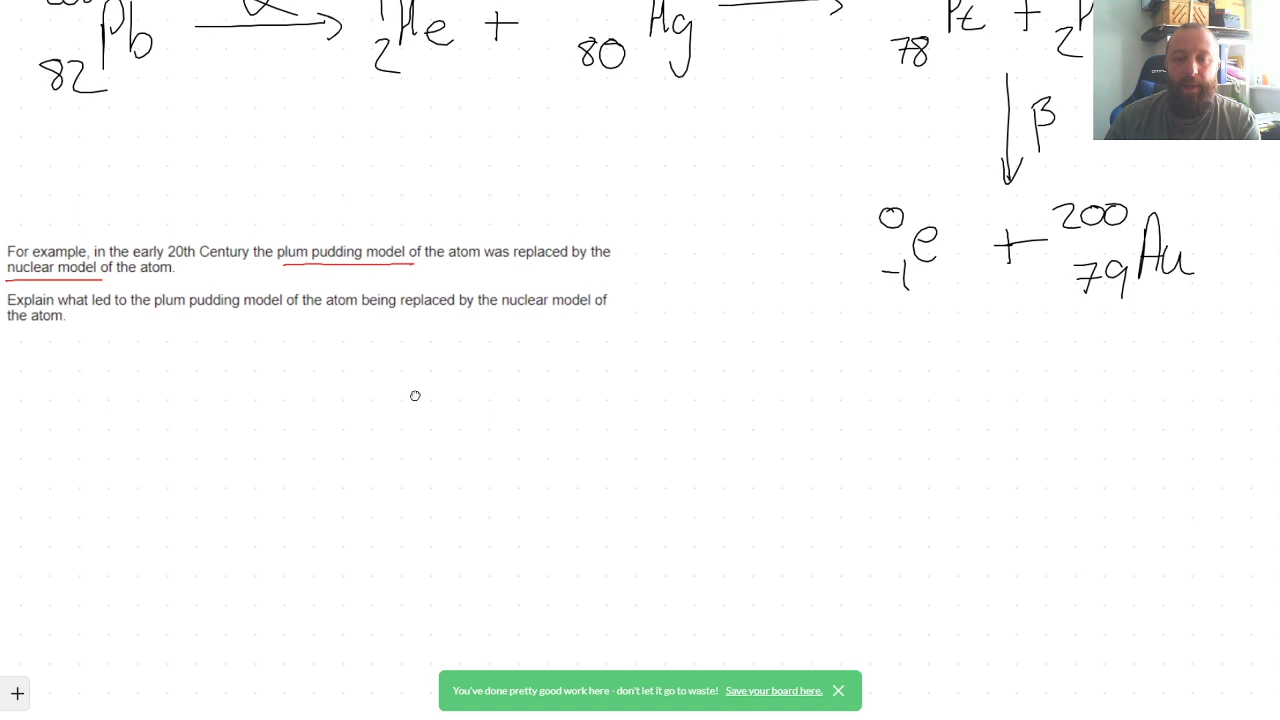 Pb → He + Hg → Pt +
82 2 80 78 2
β
0 e + 200 Au
-1 79
For example, in the early 20th Century the plum pudding model of the atom was replaced by the
nuclear model of the atom.
Explain what led to the plum pudding model of the atom being replaced by the nuclear model of
the atom.
+
You've done pretty good work here - don't let it go to waste! Save your board here.